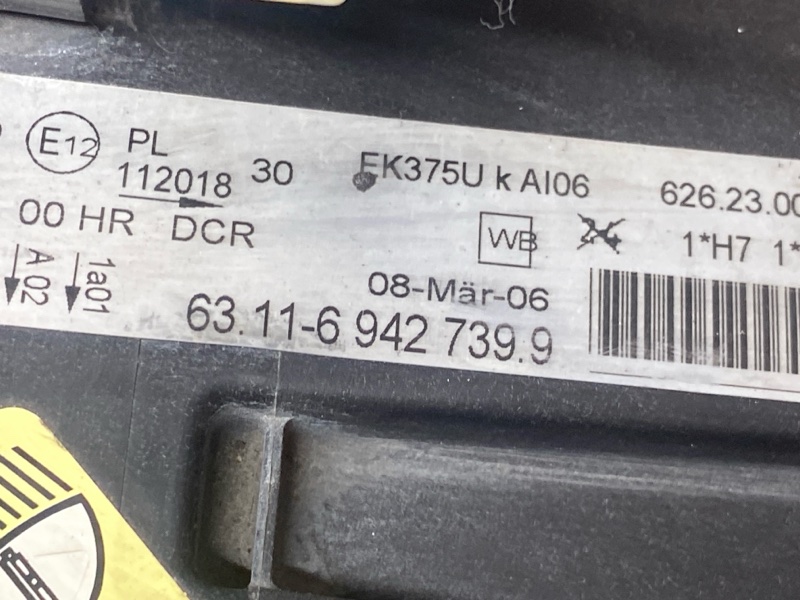 E12 PL 112018 30 FK375U k AI06 626.23.00
00 HR DCR WB 1*H7 1*
A 02 1a01 08-Mär-06
63.11-6 942 739.9